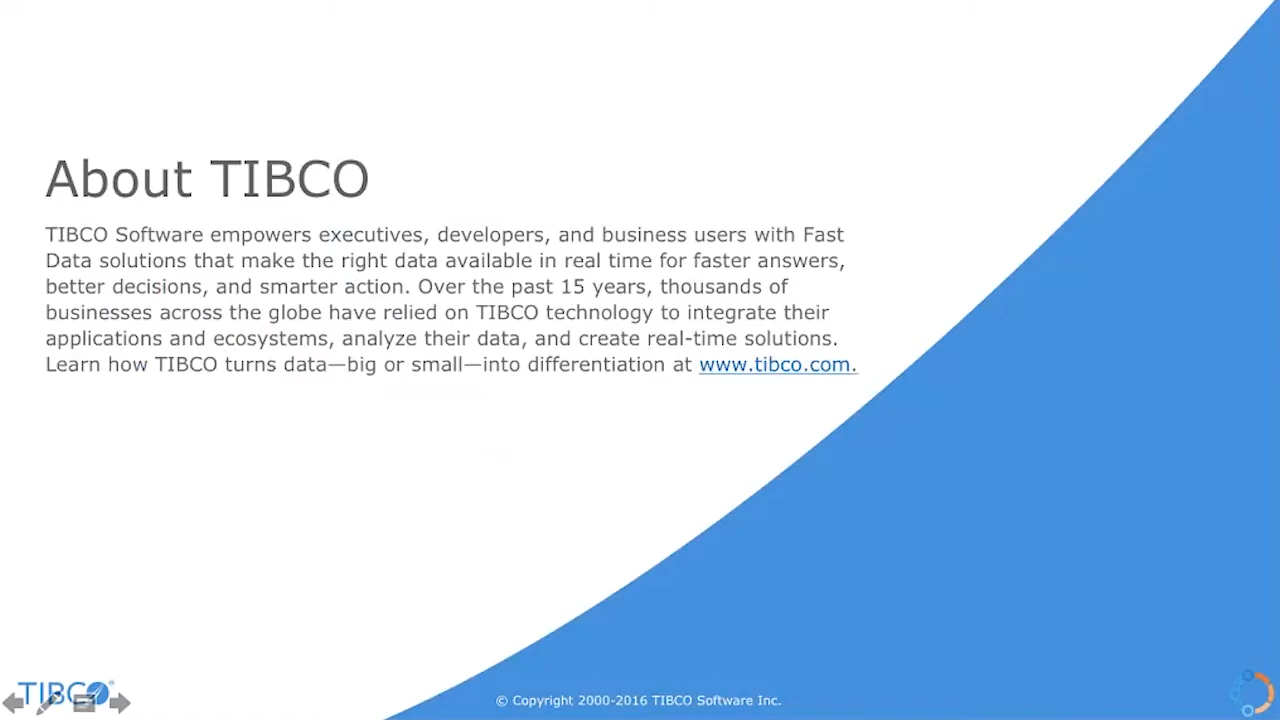 About TIBCO
TIBCO Software empowers executives, developers, and business users with Fast
Data solutions that make the right data available in real time for faster answers,
better decisions, and smarter action. Over the past 15 years, thousands of
businesses across the globe have relied on TIBCO technology to integrate their
applications and ecosystems, analyze their data, and create real-time solutions.
Learn how TIBCO turns data—big or small—into differentiation at www.tibco.com.
TIBCO®
© Copyright 2000-2016 TIBCO Software Inc.